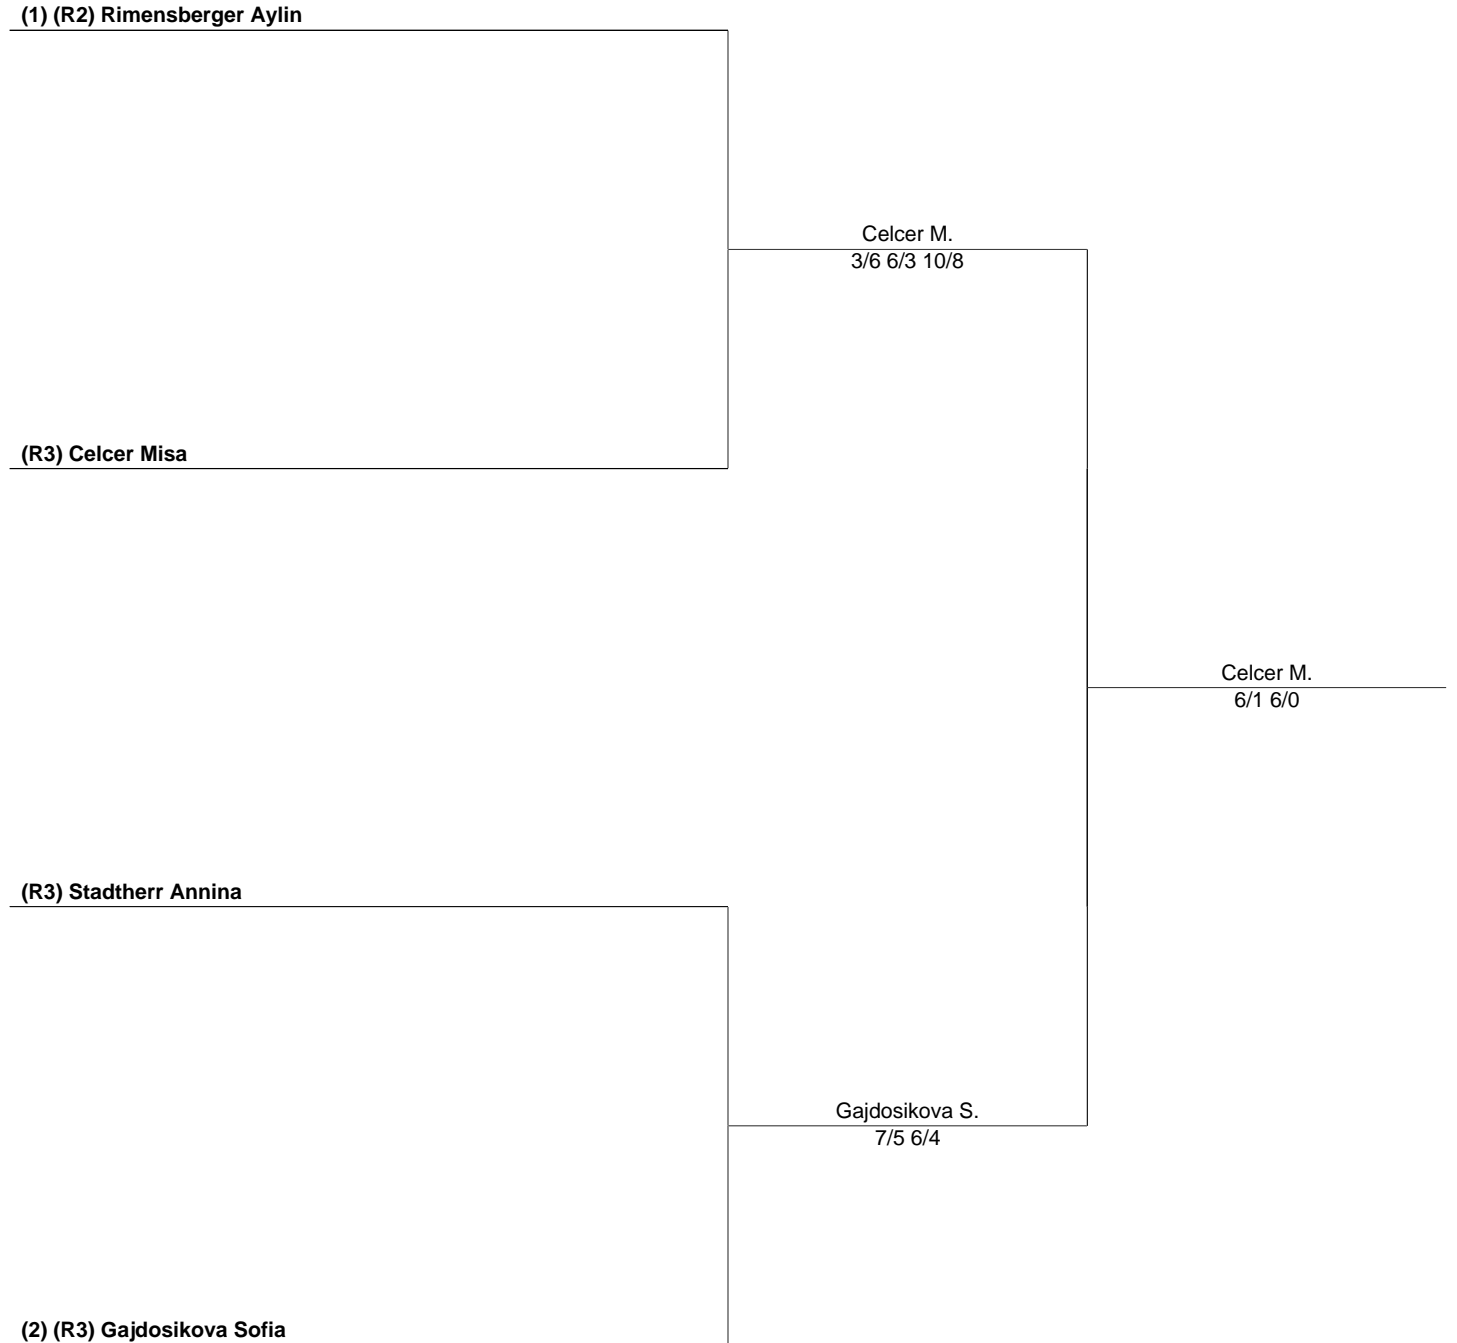 (1) (R2) Rimensberger Aylin
Celcer M.
3/6 6/3 10/8
(R3) Celcer Misa
Celcer M.
6/1 6/0
(R3) Stadtherr Annina
Gajdosikova S.
7/5 6/4
(2) (R3) Gajdosikova Sofia